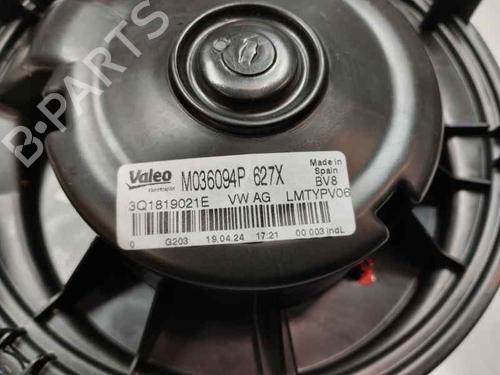 B-PARTS
Valeo M036094P 627X Made in Spain
3Q1819021E VW AG LMTYPV06 BV8
0 G203 19.04.24 17:21 00 003 indL